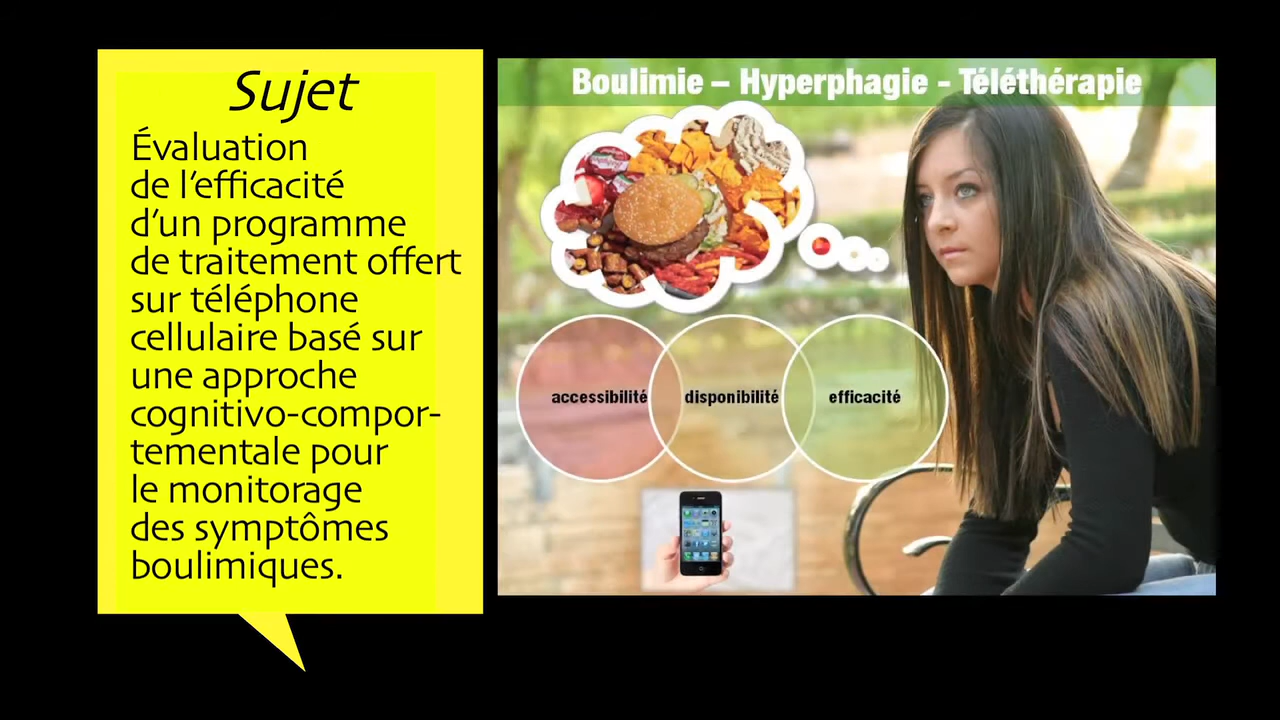 Sujet
Évaluation
de l'efficacité
d'un programme
de traitement offert
sur téléphone
cellulaire basé sur
une approche
cognitivo-compor-
tementale pour
le monitorage
des symptômes
boulimiques.
Boulimie – Hyperphagie - Téléthérapie
accessibilité
disponibilité
efficacité